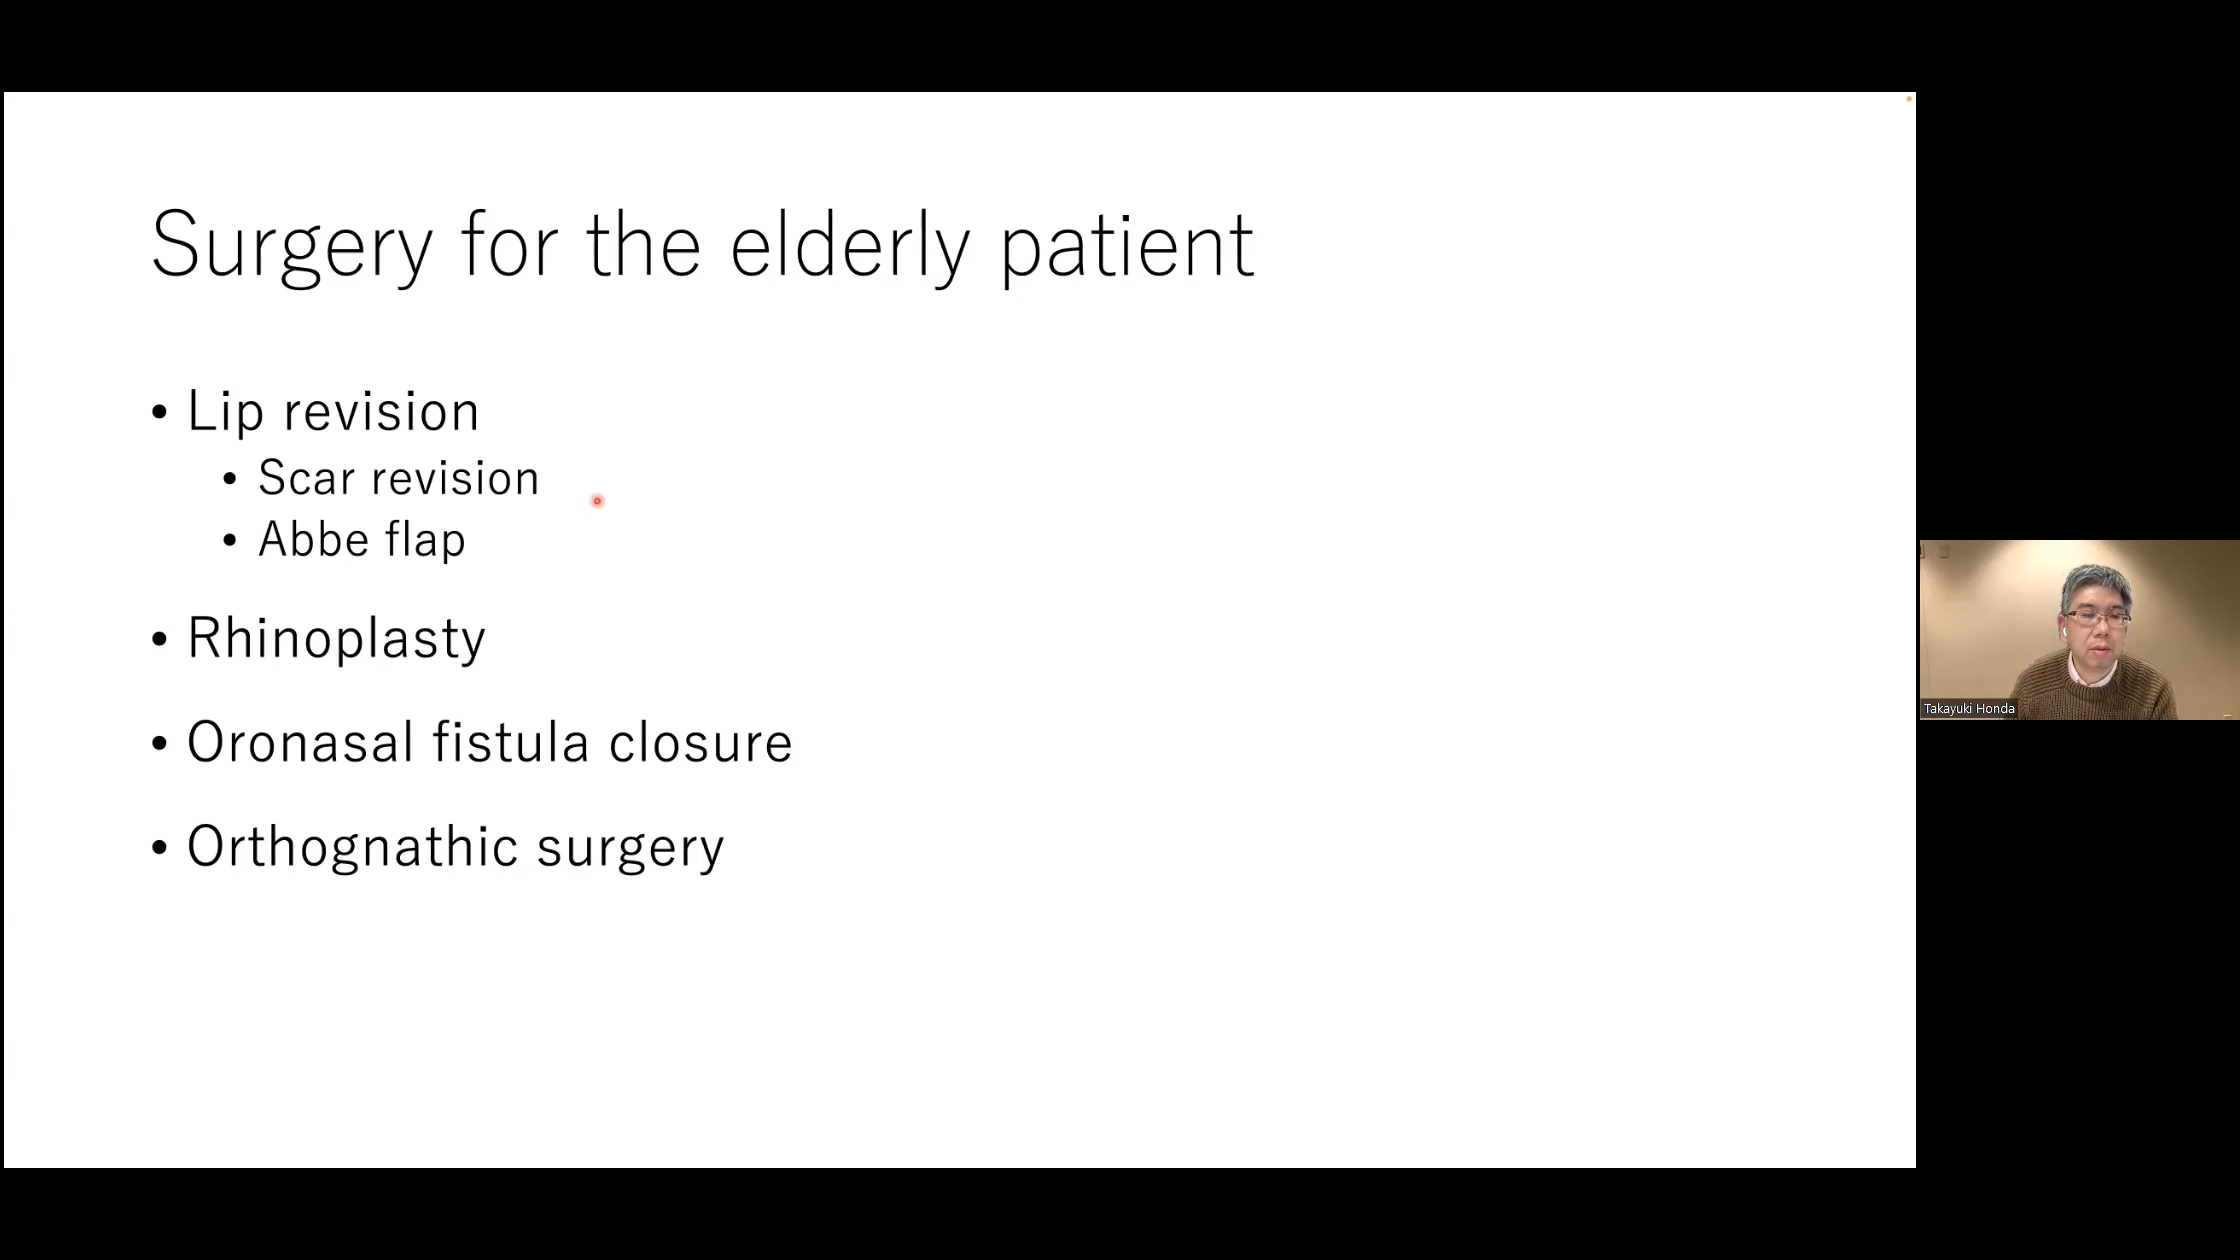 Surgery for the elderly patient
• Lip revision
• Scar revision
• Abbe flap
• Rhinoplasty
• Oronasal fistula closure
• Orthognathic surgery
Takayuki Honda